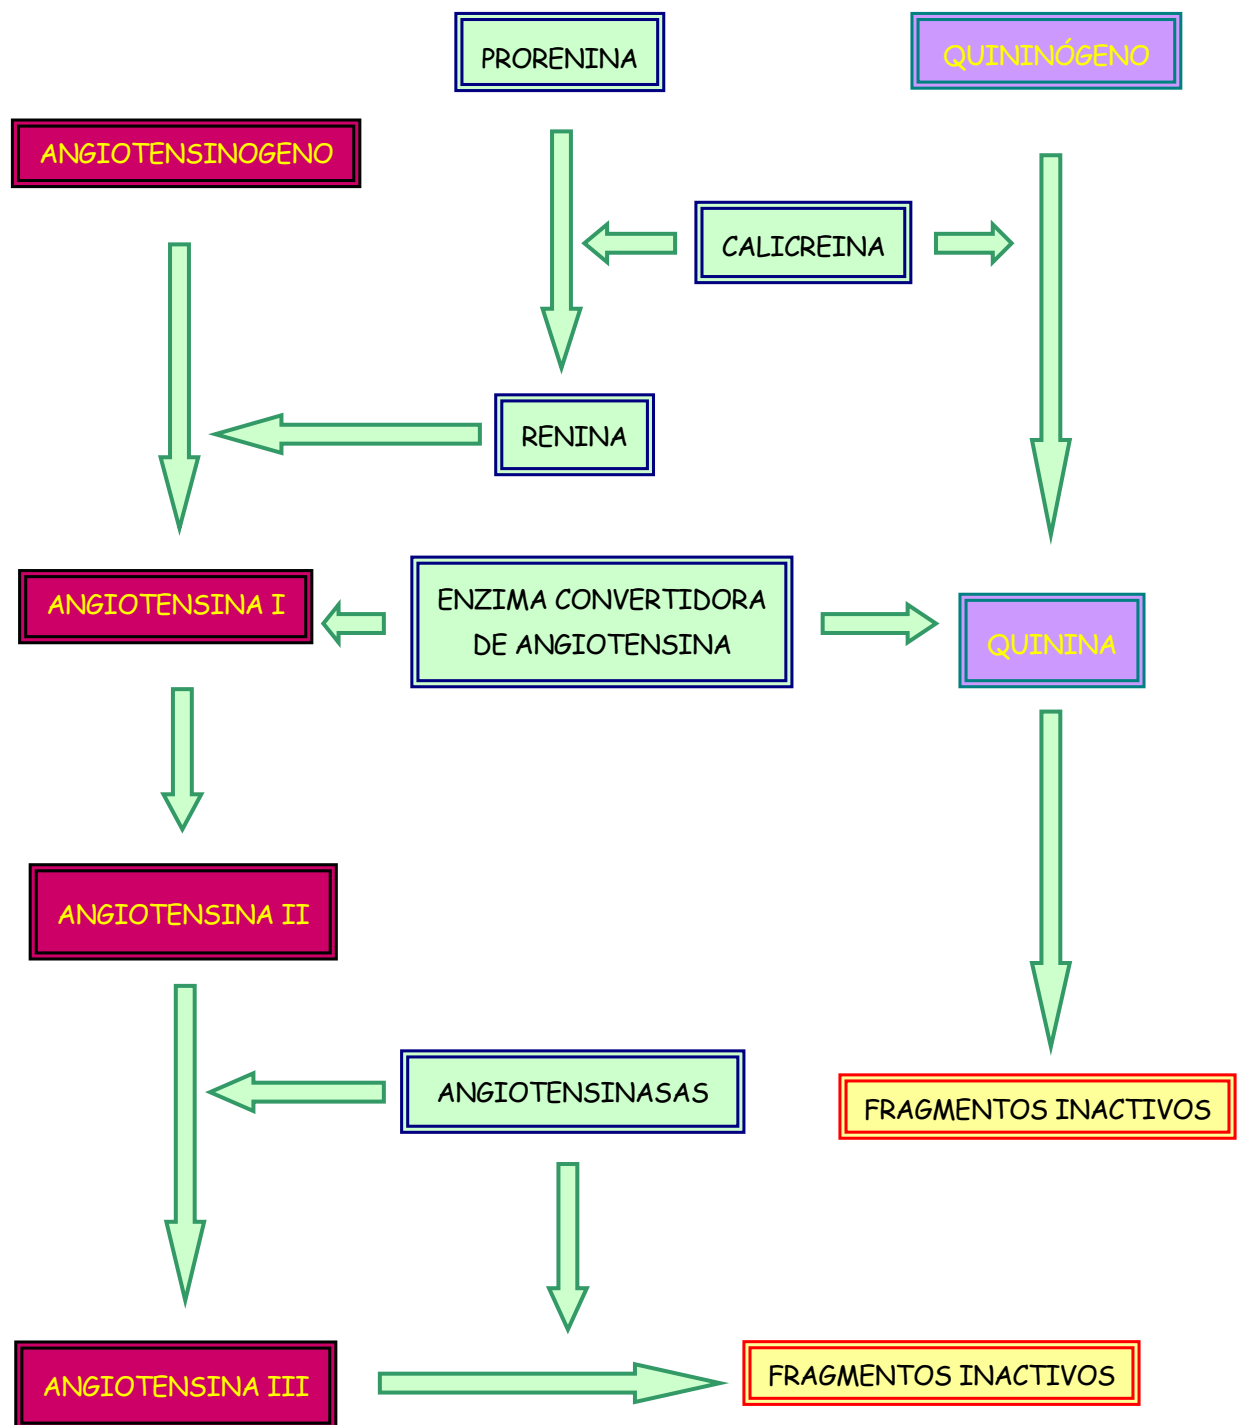 PRORENINA
QUININÓGENO
ANGIOTENSINOGENO
CALICREINA
RENINA
ANGIOTENSINA I
ENZIMA CONVERTIDORA
DE ANGIOTENSINA
QUININA
ANGIOTENSINA II
ANGIOTENSINASAS
FRAGMENTOS INACTIVOS
ANGIOTENSINA III
FRAGMENTOS INACTIVOS